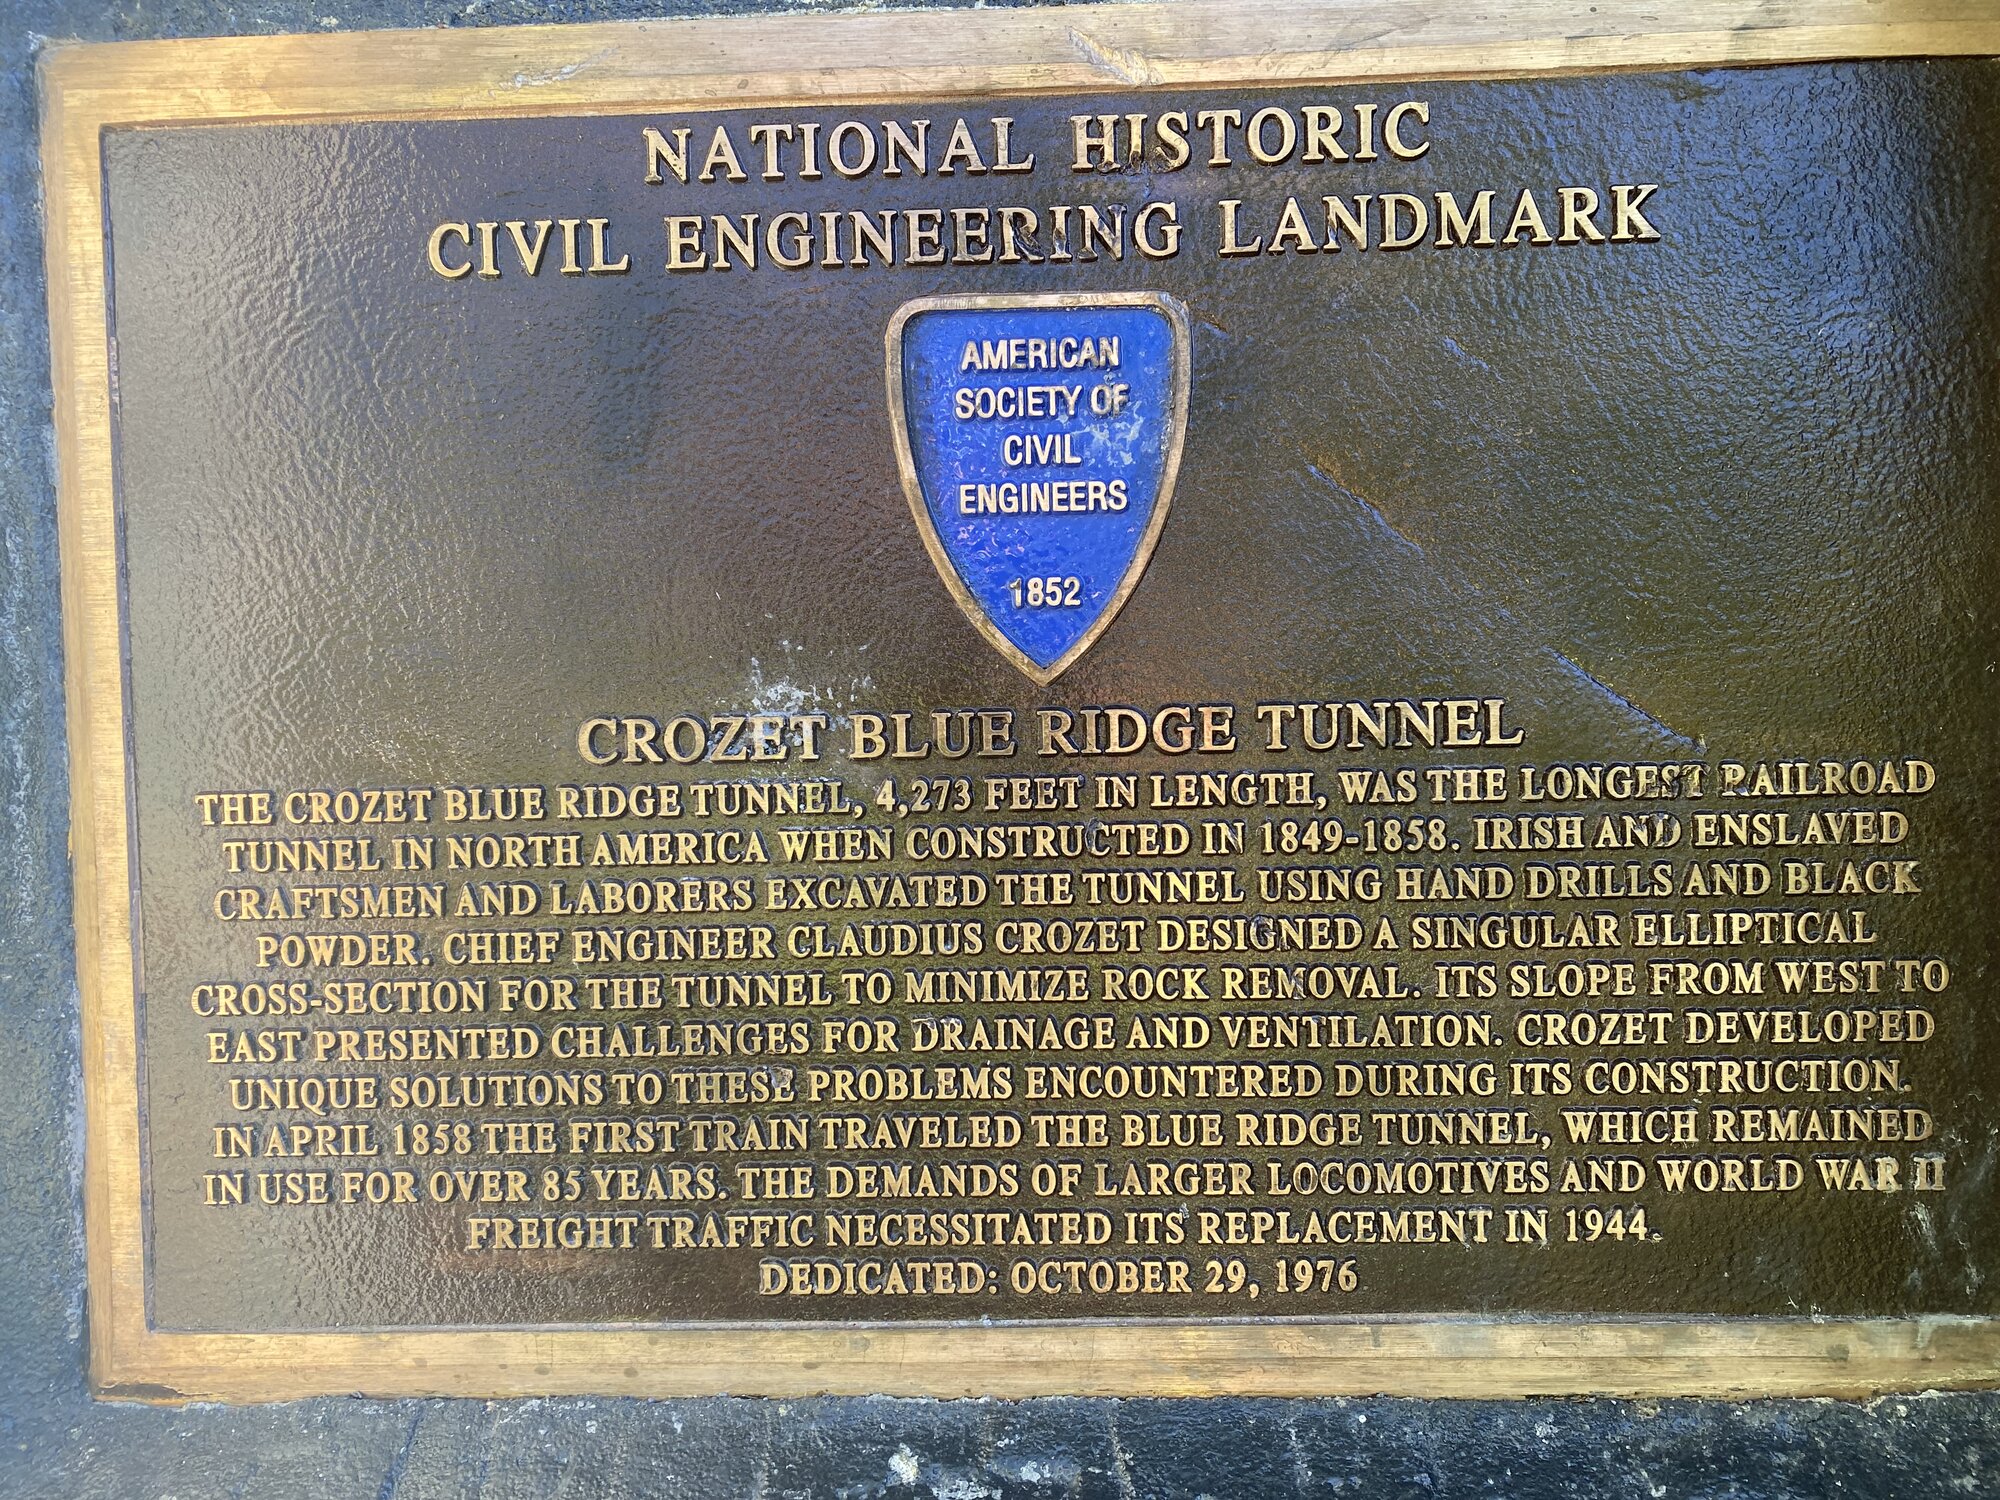 NATIONAL HISTORIC
CIVIL ENGINEERING LANDMARK
AMERICAN
SOCIETY OF
CIVIL
ENGINEERS
1852
CROZET BLUE RIDGE TUNNEL
THE CROZET BLUE RIDGE TUNNEL, 4,273 FEET IN LENGTH, WAS THE LONGEST RAILROAD
TUNNEL IN NORTH AMERICA WHEN CONSTRUCTED IN 1849-1858. IRISH AND ENSLAVED
CRAFTSMEN AND LABORERS EXCAVATED THE TUNNEL USING HAND DRILLS AND BLACK
POWDER. CHIEF ENGINEER CLAUDIUS CROZET DESIGNED A SINGULAR ELLIPTICAL
CROSS-SECTION FOR THE TUNNEL TO MINIMIZE ROCK REMOVAL. ITS SLOPE FROM WEST TO
EAST PRESENTED CHALLENGES FOR DRAINAGE AND VENTILATION. CROZET DEVELOPED
UNIQUE SOLUTIONS TO THESE PROBLEMS ENCOUNTERED DURING ITS CONSTRUCTION.
IN APRIL 1858 THE FIRST TRAIN TRAVELED THE BLUE RIDGE TUNNEL, WHICH REMAINED
IN USE FOR OVER 85 YEARS. THE DEMANDS OF LARGER LOCOMOTIVES AND WORLD WAR II
FREIGHT TRAFFIC NECESSITATED ITS REPLACEMENT IN 1944.
DEDICATED: OCTOBER 29, 1976